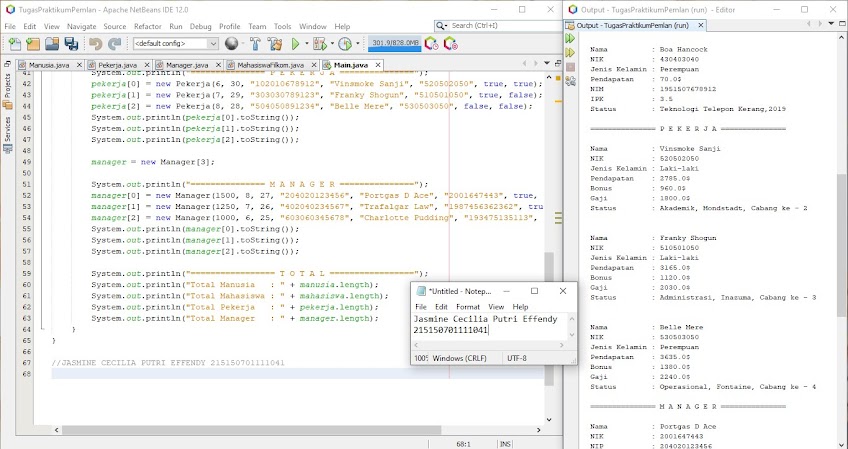 TugasPraktikumPemlan - Apache NetBeans IDE 12.0
File Edit View Navigate Source Refactor Run Debug Profile Team Tools Window Help
Search (Ctrl+I)
<default config>
301.9/828.0MB
Manusia.java Pekerja.java Manager.java MahasiswaFilkom.java Main.java
Projects
Services
41 System.out.println("=============== P E K E R J A ===============");
42 pekerja[0] = new Pekerja(6, 30, "102010678912", "Vinsmoke Sanji", "520502050", true, true);
43 pekerja[1] = new Pekerja(7, 29, "303030789123", "Franky Shogun", "510501050", true, false);
44 pekerja[2] = new Pekerja(8, 28, "504050891234", "Belle Mere", "530503050", false, false);
45 System.out.println(pekerja[0].toString());
46 System.out.println(pekerja[1].toString());
47 System.out.println(pekerja[2].toString());
48
49 manager = new Manager[3];
50
51 System.out.println("=============== M A N A G E R ===============");
52 manager[0] = new Manager(1500, 8, 27, "204020123456", "Portgas D Ace", "2001647443", true,
53 manager[1] = new Manager(1250, 7, 26, "402040234567", "Trafalgar Law", "1987456362362", tru
54 manager[2] = new Manager(1000, 6, 25, "603060345678", "Charlotte Pudding", "193475135113",
55 System.out.println(manager[0].toString());
56 System.out.println(manager[1].toString());
57 System.out.println(manager[2].toString());
58
59 System.out.println("=============== T O T A L ===============");
60 System.out.println("Total Manusia : " + manusia.length);
61 System.out.println("Total Mahasiswa : " + mahasiswa.length);
62 System.out.println("Total Pekerja : " + pekerja.length);
63 System.out.println("Total Manager : " + manager.length);
64 }
65 }
66
67 //JASMINE CECILIA PUTRI EFFENDY 215150701111041
68
68:1 INS
*Untitled - Notep...
File Edit Format View Help
Jasmine Cecilia Putri Effendy
215150701111041
100% Windows (CRLF) UTF-8
Output - TugasPraktikumPemlan (run) - Editor
Output - TugasPraktikumPemlan (run)
Nama : Boa Hancock
NIK : 430403040
Jenis Kelamin : Perempuan
Pendapatan : 70.0$
NIM : 1951507678912
IPK : 3.5
Status : Teknologi Telepon Kerang,2019
=============== P E K E R J A ===============
Nama : Vinsmoke Sanji
NIK : 520502050
Jenis Kelamin : Laki-laki
Pendapatan : 2785.0$
Bonus : 960.0$
Gaji : 1800.0$
Status : Akademik, Mondstadt, Cabang ke - 2
Nama : Franky Shogun
NIK : 510501050
Jenis Kelamin : Laki-laki
Pendapatan : 3165.0$
Bonus : 1120.0$
Gaji : 2030.0$
Status : Administrasi, Inazuma, Cabang ke - 3
Nama : Belle Mere
NIK : 530503050
Jenis Kelamin : Perempuan
Pendapatan : 3635.0$
Bonus : 1380.0$
Gaji : 2240.0$
Status : Operasional, Fontaine, Cabang ke - 4
=============== M A N A G E R ===============
Nama : Portgas D Ace
NIK : 2001647443
NIP : 204020123456